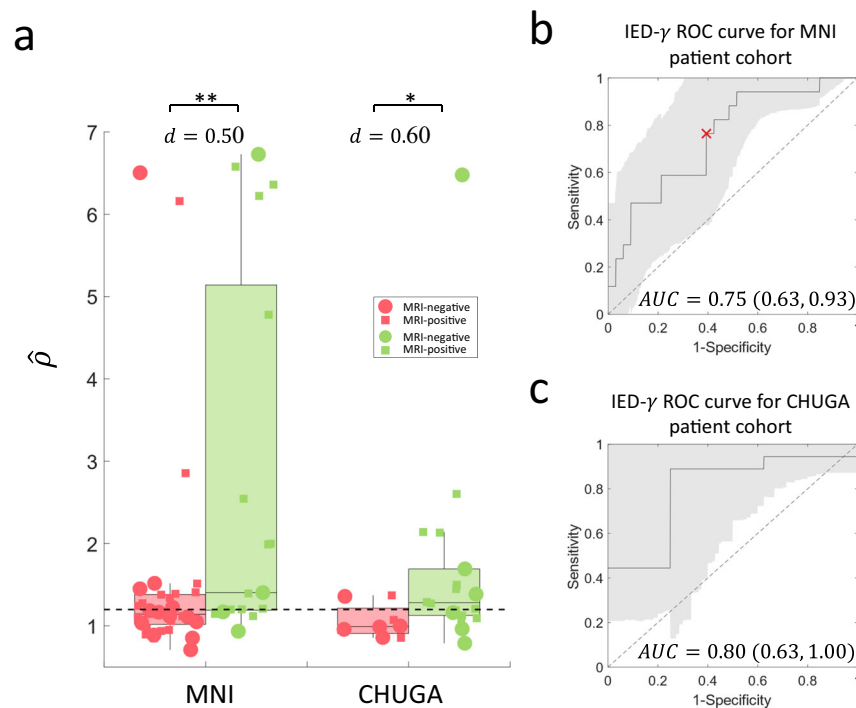 a
**
*
d = 0.50
d = 0.60
7
6
5
4
3
2
1
ρ̂
MRI-negative
MRI-positive
MRI-negative
MRI-positive
MNI
CHUGA
b
IED-γ ROC curve for MNI
patient cohort
1
0.8
0.6
0.4
0.2
0
Sensitivity
AUC = 0.75 (0.63, 0.93)
0 0.2 0.4 0.6 0.8 1
1-Specificity
c
IED-γ ROC curve for CHUGA
patient cohort
1
0.8
0.6
0.4
0.2
0
Sensitivity
AUC = 0.80 (0.63, 1.00)
0 0.2 0.4 0.6 0.8 1
1-Specificity